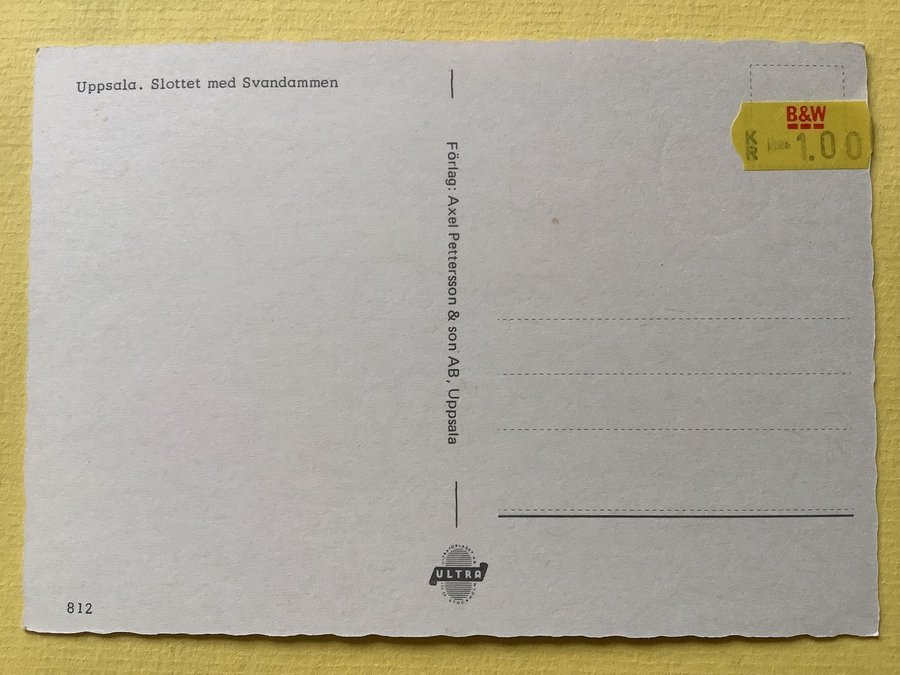 Uppsala. Slottet med Svandammen
B&W
KR 1.00
Förlag: Axel Pettersson & son AB, Uppsala
ULTRA
812